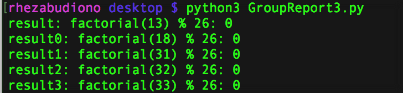 [rhezabudiono desktop $ python3 GroupReport3.py
result: factorial(13) % 26: 0
result0: factorial(18) % 26: 0
result1: factorial(31) % 26: 0
result2: factorial(32) % 26: 0
result3: factorial(33) % 26: 0